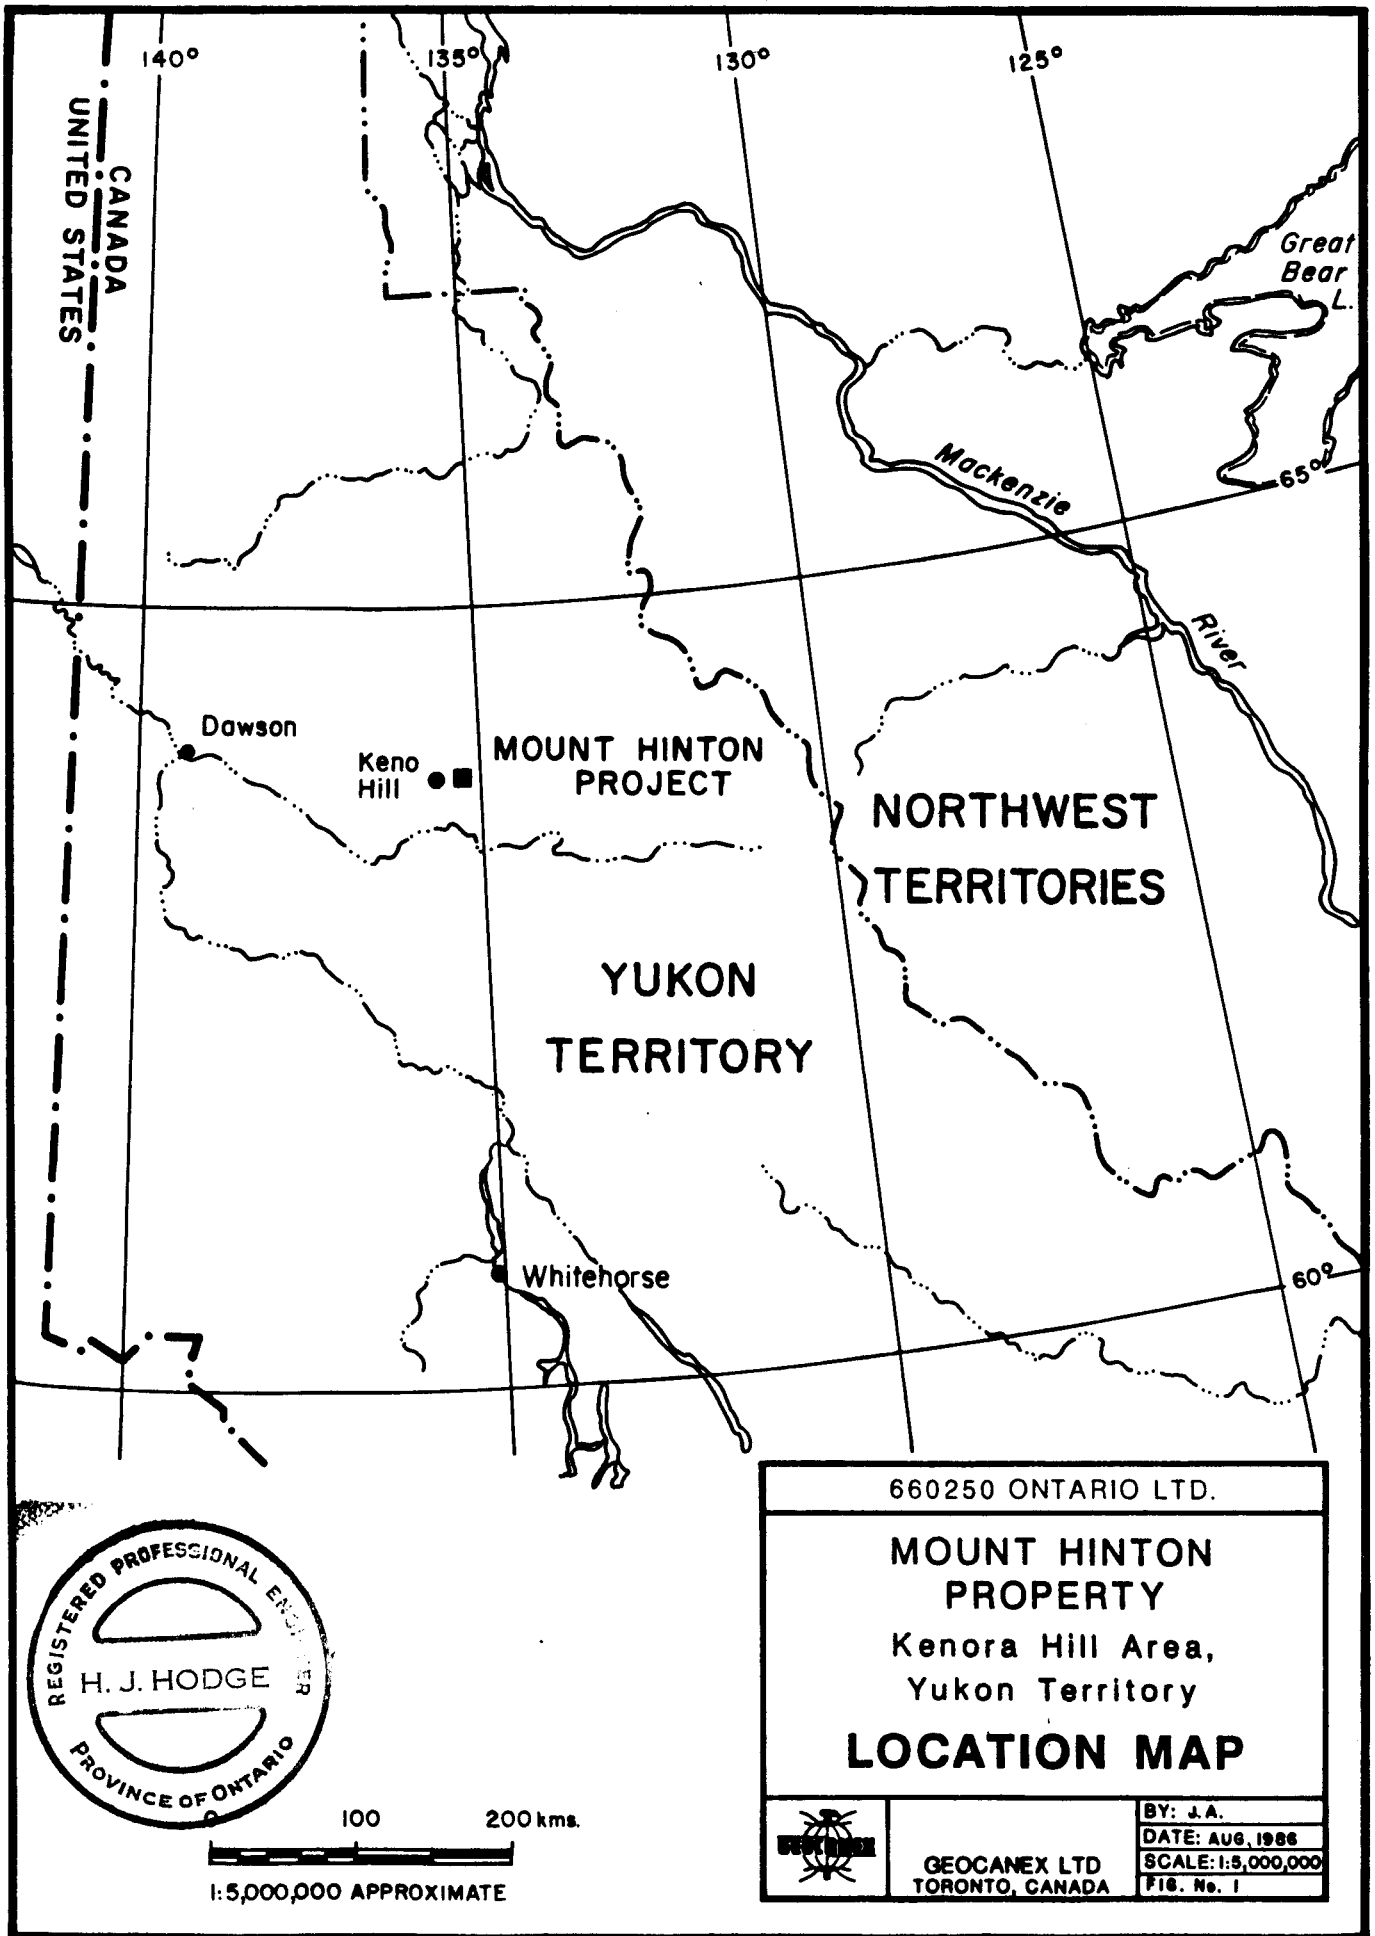 140° 135° 130° 125°
CANADA
UNITED STATES
Great
Bear
L.
Mackenzie
River
65°
Dawson
Keno
Hill
MOUNT HINTON
PROJECT
NORTHWEST
TERRITORIES
YUKON
TERRITORY
Whitehorse
60°
660250 ONTARIO LTD.
MOUNT HINTON
PROPERTY
Kenora Hill Area,
Yukon Territory
LOCATION MAP
GEOCANEX
GEOCANEX LTD
TORONTO, CANADA
BY: J.A.
DATE: AUG, 1986
SCALE: 1:5,000,000
FIG. No. 1
REGISTERED PROFESSIONAL ENGINEER
H. J. HODGE
PROVINCE OF ONTARIO
0 100 200 kms.
1:5,000,000 APPROXIMATE